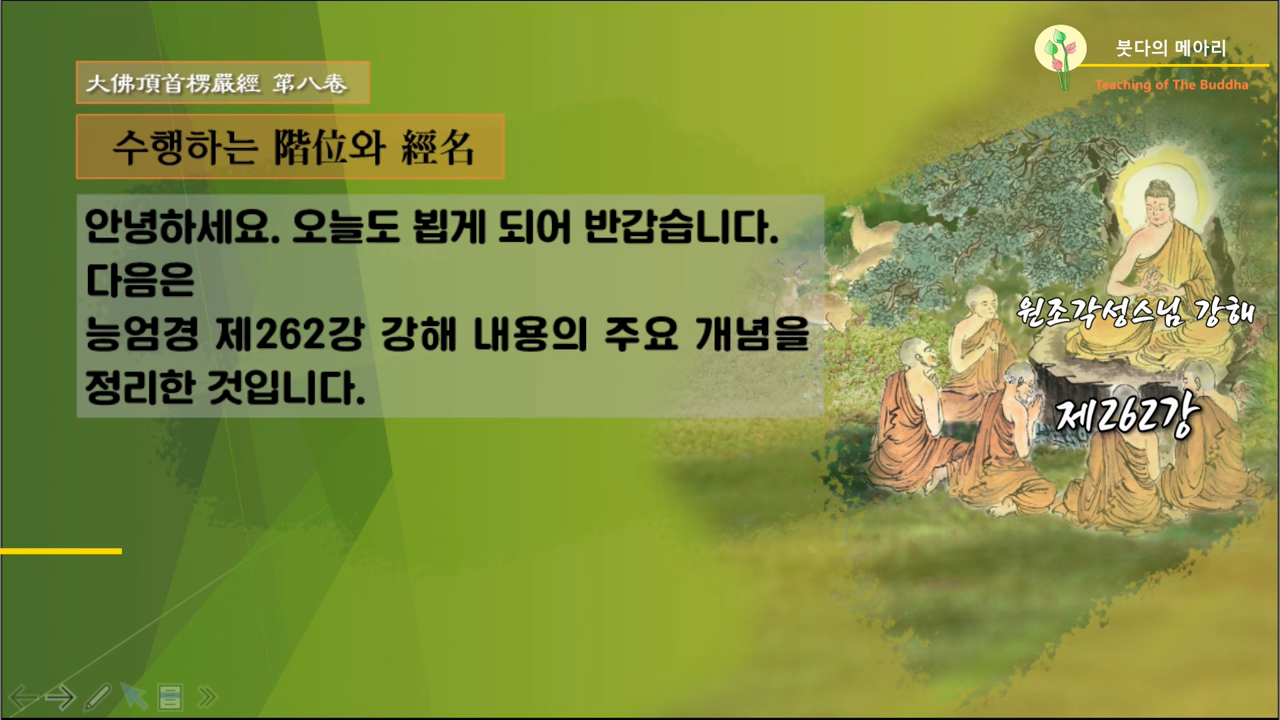 붓다의 메아리
Teaching of The Buddha
大佛頂首楞嚴經 第八卷
수행하는 階位와 經名
안녕하세요. 오늘도 뵙게 되어 반갑습니다.
다음은
능엄경 제262강 강해 내용의 주요 개념을
정리한 것입니다.
원조각성스님 강해
제262강